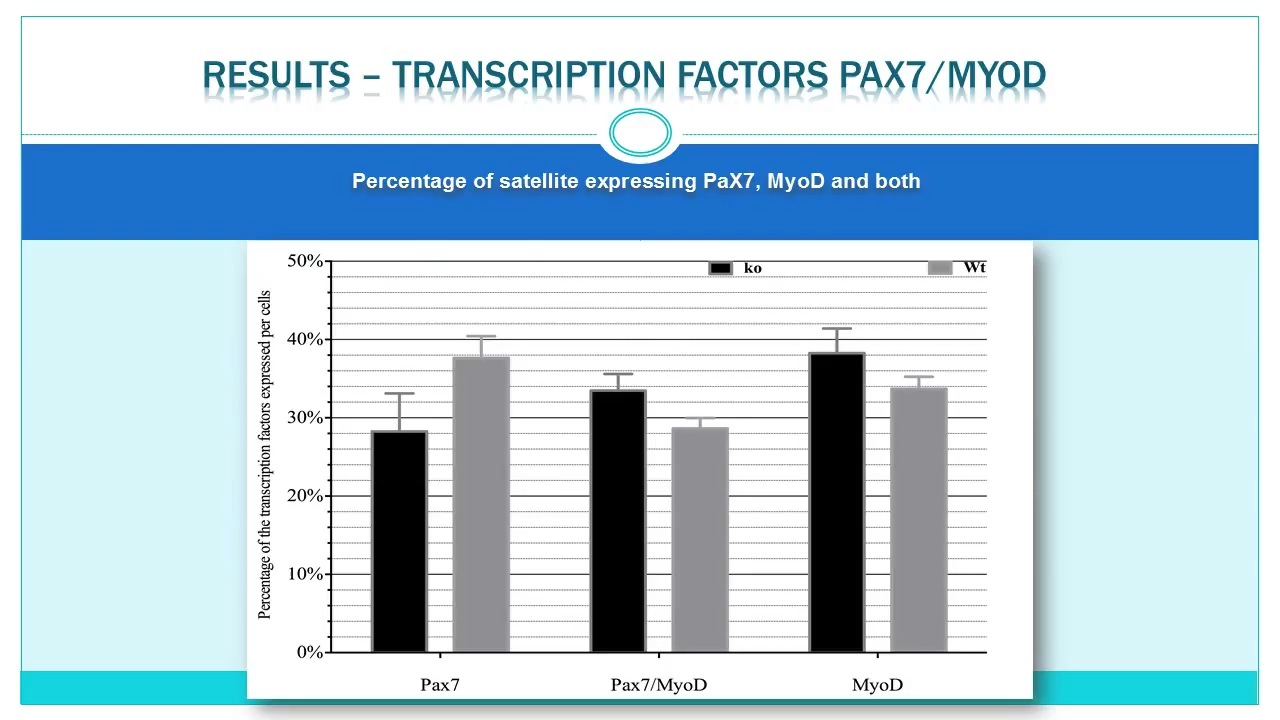 RESULTS – TRANSCRIPTION FACTORS PAX7/MYOD
Percentage of satellite expressing PaX7, MyoD and both
ko
Wt
Percentage of the transcription factors expressed per cells
50%
40%
30%
20%
10%
0%
Pax7
Pax7/MyoD
MyoD